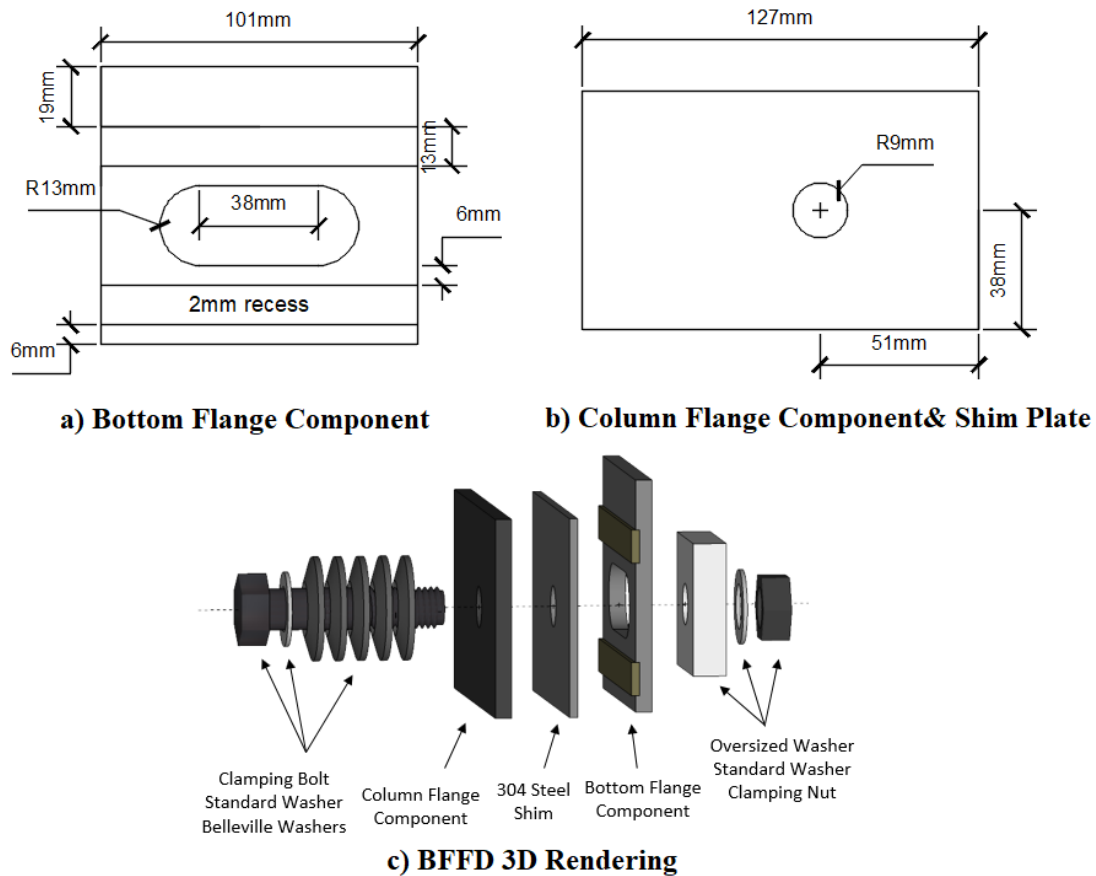 101mm
127mm
19mm
13mm
R13mm
38mm
6mm
2mm recess
6mm
R9mm
38mm
51mm
a) Bottom Flange Component
b) Column Flange Component& Shim Plate
Clamping Bolt
Standard Washer
Belleville Washers
Column Flange
Component
304 Steel
Shim
Bottom Flange
Component
Oversized Washer
Standard Washer
Clamping Nut
c) BFFD 3D Rendering